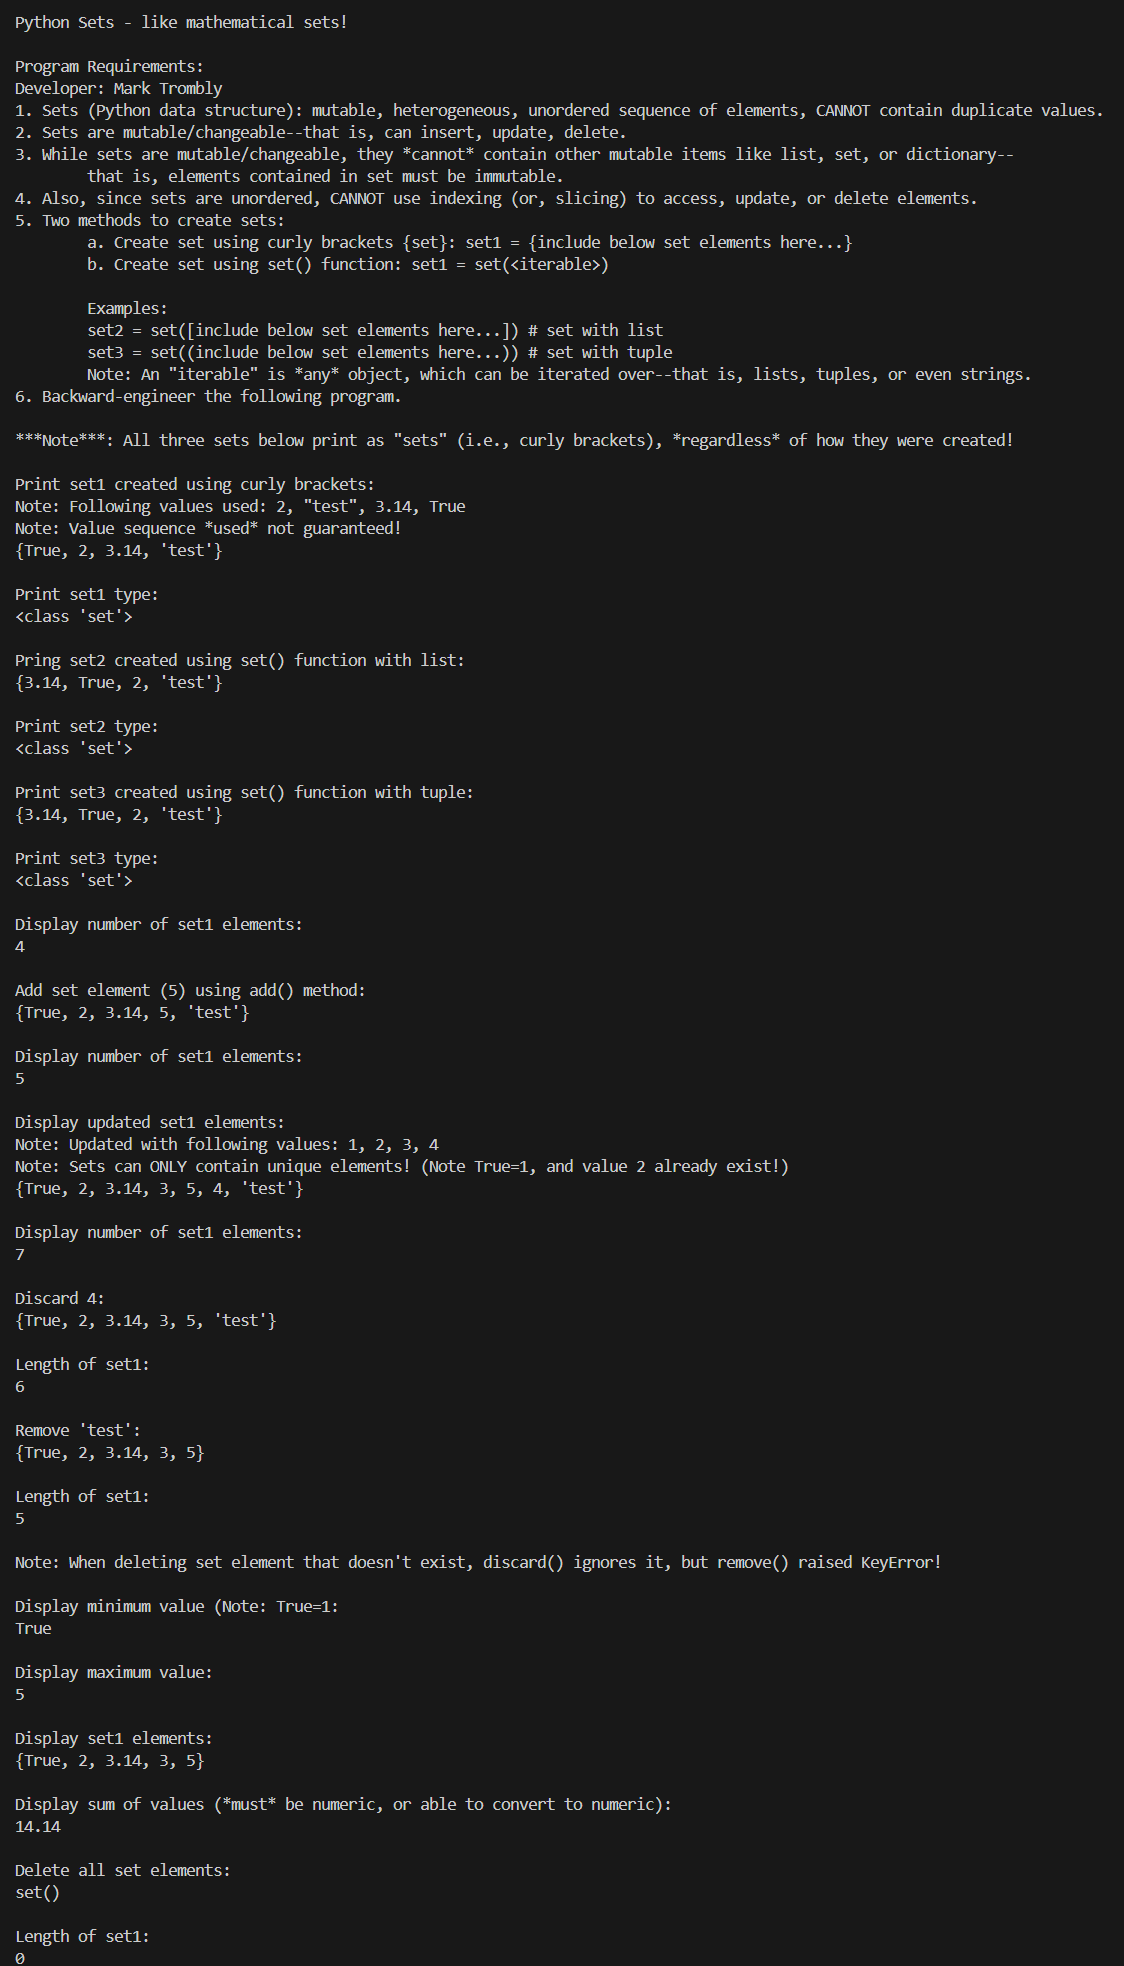 Python Sets - like mathematical sets!
Program Requirements:
Developer: Mark Trombly
1. Sets (Python data structure): mutable, heterogeneous, unordered sequence of elements, CANNOT contain duplicate values.
2. Sets are mutable/changeable--that is, can insert, update, delete.
3. While sets are mutable/changeable, they *cannot* contain other mutable items like list, set, or dictionary--
that is, elements contained in set must be immutable.
4. Also, since sets are unordered, CANNOT use indexing (or, slicing) to access, update, or delete elements.
5. Two methods to create sets:
a. Create set using curly brackets {set}: set1 = {include below set elements here...}
b. Create set using set() function: set1 = set(<iterable>)
Examples:
set2 = set([include below set elements here...]) # set with list
set3 = set((include below set elements here...)) # set with tuple
Note: An "iterable" is *any* object, which can be iterated over--that is, lists, tuples, or even strings.
6. Backward-engineer the following program.
***Note***: All three sets below print as "sets" (i.e., curly brackets), *regardless* of how they were created!
Print set1 created using curly brackets:
Note: Following values used: 2, "test", 3.14, True
Note: Value sequence *used* not guaranteed!
{True, 2, 3.14, 'test'}
Print set1 type:
<class 'set'>
Pring set2 created using set() function with list:
{3.14, True, 2, 'test'}
Print set2 type:
<class 'set'>
Print set3 created using set() function with tuple:
{3.14, True, 2, 'test'}
Print set3 type:
<class 'set'>
Display number of set1 elements:
4
Add set element (5) using add() method:
{True, 2, 3.14, 5, 'test'}
Display number of set1 elements:
5
Display updated set1 elements:
Note: Updated with following values: 1, 2, 3, 4
Note: Sets can ONLY contain unique elements! (Note True=1, and value 2 already exist!)
{True, 2, 3.14, 3, 5, 4, 'test'}
Display number of set1 elements:
7
Discard 4:
{True, 2, 3.14, 3, 5, 'test'}
Length of set1:
6
Remove 'test':
{True, 2, 3.14, 3, 5}
Length of set1:
5
Note: When deleting set element that doesn't exist, discard() ignores it, but remove() raised KeyError!
Display minimum value (Note: True=1:
True
Display maximum value:
5
Display set1 elements:
{True, 2, 3.14, 3, 5}
Display sum of values (*must* be numeric, or able to convert to numeric):
14.14
Delete all set elements:
set()
Length of set1:
0